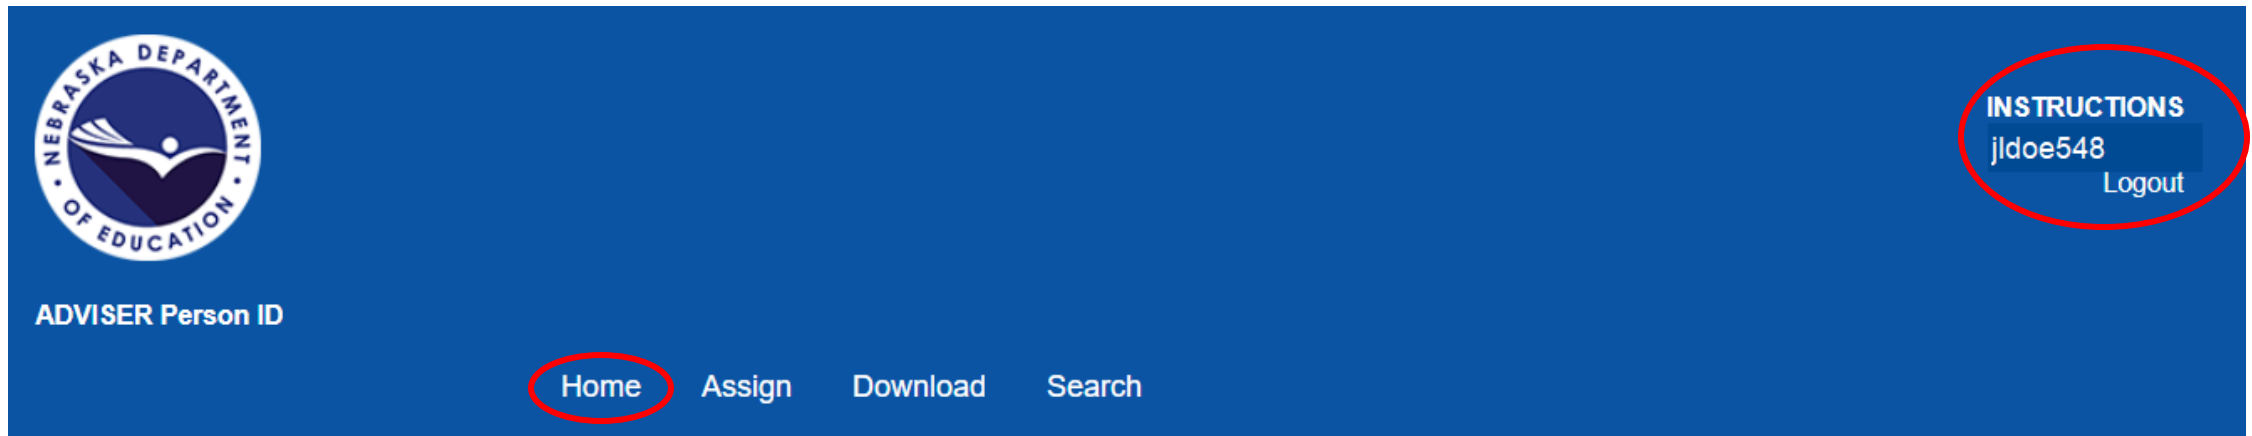 NEBRASKA DEPARTMENT
• OF EDUCATION •
INSTRUCTIONS
jldoe548
Logout
ADVISER Person ID
Home Assign Download Search